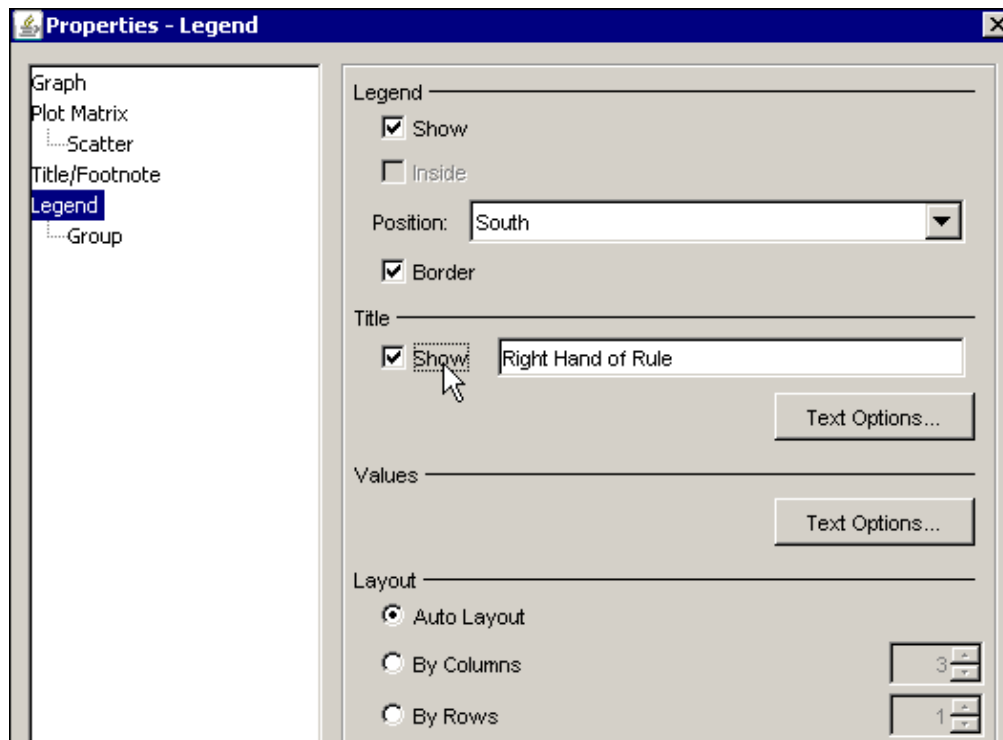 Properties - Legend
Graph
Plot Matrix
Scatter
Title/Footnote
Legend
Group
Legend
Show
Inside
Position: South
Border
Title
Show Right Hand of Rule
Text Options...
Values
Text Options...
Layout
Auto Layout
By Columns 3
By Rows 1